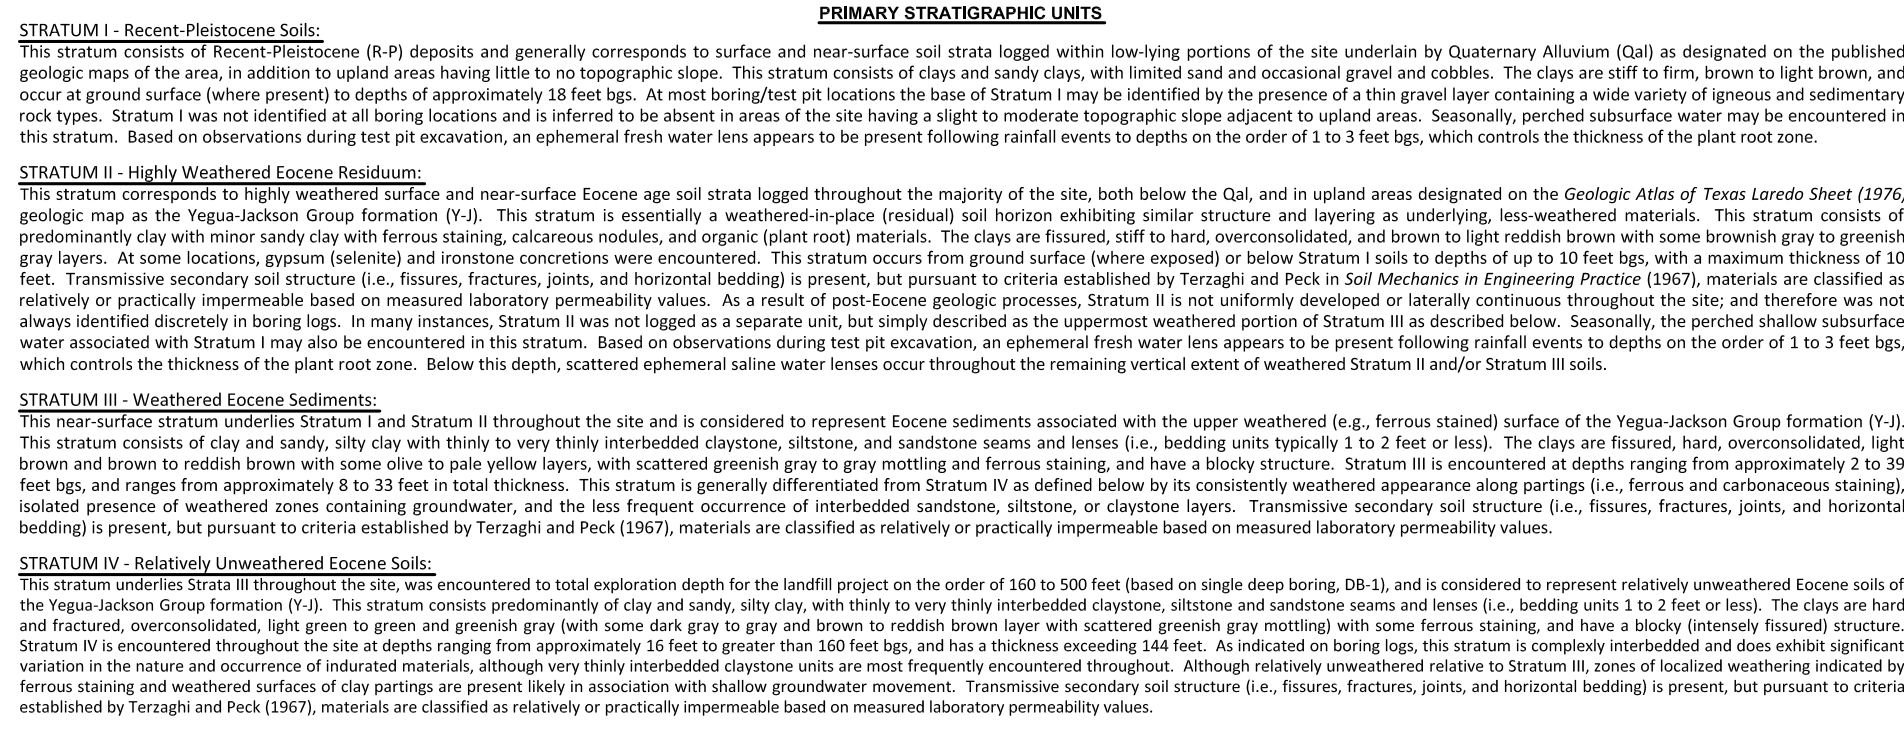 PRIMARY STRATIGRAPHIC UNITS
STRATUM I - Recent-Pleistocene Soils:
This stratum consists of Recent-Pleistocene (R-P) deposits and generally corresponds to surface and near-surface soil strata logged within low-lying portions of the site underlain by Quaternary Alluvium (Qal) as designated on the published
geologic maps of the area, in addition to upland areas having little to no topographic slope. This stratum consists of clays and sandy clays, with limited sand and occasional gravel and cobbles. The clays are stiff to firm, brown to light brown, and
occur at ground surface (where present) to depths of approximately 18 feet bgs. At most boring/test pit locations the base of Stratum I may be identified by the presence of a thin gravel layer containing a wide variety of igneous and sedimentary
rock types. Stratum I was not identified at all boring locations and is inferred to be absent in areas of the site having a slight to moderate topographic slope adjacent to upland areas. Seasonally, perched subsurface water may be encountered in
this stratum. Based on observations during test pit excavation, an ephemeral fresh water lens appears to be present following rainfall events to depths on the order of 1 to 3 feet bgs, which controls the thickness of the plant root zone.
STRATUM II - Highly Weathered Eocene Residuum:
This stratum corresponds to highly weathered surface and near-surface Eocene age soil strata logged throughout the majority of the site, both below the Qal, and in upland areas designated on the Geologic Atlas of Texas Laredo Sheet (1976,
geologic map as the Yegua-Jackson Group formation (Y-J). This stratum is essentially a weathered-in-place (residual) soil horizon exhibiting similar structure and layering as underlying, less-weathered materials. This stratum consists of
predominantly clay with minor sandy clay with ferrous staining, calcareous nodules, and organic (plant root) materials. The clays are fissured, stiff to hard, overconsolidated, and brown to light reddish brown with some brownish gray to greenish
gray layers. At some locations, gypsum (selenite) and ironstone concretions were encountered. This stratum occurs from ground surface (where exposed) or below Stratum I soils to depths of up to 10 feet bgs, with a maximum thickness of 10
feet. Transmissive secondary soil structure (i.e., fissures, fractures, joints, and horizontal bedding) is present, but pursuant to criteria established by Terzaghi and Peck in Soil Mechanics in Engineering Practice (1967), materials are classified as
relatively or practically impermeable based on measured laboratory permeability values. As a result of post-Eocene geologic processes, Stratum II is not uniformly developed or laterally continuous throughout the site; and therefore was not
always identified discretely in boring logs. In many instances, Stratum II was not logged as a separate unit, but simply described as the uppermost weathered portion of Stratum III as described below. Seasonally, the perched shallow subsurface
water associated with Stratum I may also be encountered in this stratum. Based on observations during test pit excavation, an ephemeral fresh water lens appears to be present following rainfall events to depths on the order of 1 to 3 feet bgs,
which controls the thickness of the plant root zone. Below this depth, scattered ephemeral saline water lenses occur throughout the remaining vertical extent of weathered Stratum II and/or Stratum III soils.
STRATUM III - Weathered Eocene Sediments:
This near-surface stratum underlies Stratum I and Stratum II throughout the site and is considered to represent Eocene sediments associated with the upper weathered (e.g., ferrous stained) surface of the Yegua-Jackson Group formation (Y-J).
This stratum consists of clay and sandy, silty clay with thinly to very thinly interbedded claystone, siltstone, and sandstone seams and lenses (i.e., bedding units typically 1 to 2 feet or less). The clays are fissured, hard, overconsolidated, light
brown and brown to reddish brown with some olive to pale yellow layers, with scattered greenish gray to gray mottling and ferrous staining, and have a blocky structure. Stratum III is encountered at depths ranging from approximately 2 to 39
feet bgs, and ranges from approximately 8 to 33 feet in total thickness. This stratum is generally differentiated from Stratum IV as defined below by its consistently weathered appearance along partings (i.e., ferrous and carbonaceous staining),
isolated presence of weathered zones containing groundwater, and the less frequent occurrence of interbedded sandstone, siltstone, or claystone layers. Transmissive secondary soil structure (i.e., fissures, fractures, joints, and horizontal
bedding) is present, but pursuant to criteria established by Terzaghi and Peck (1967), materials are classified as relatively or practically impermeable based on measured laboratory permeability values.
STRATUM IV - Relatively Unweathered Eocene Soils:
This stratum underlies Strata III throughout the site, was encountered to total exploration depth for the landfill project on the order of 160 to 500 feet (based on single deep boring, DB-1), and is considered to represent relatively unweathered Eocene soils of
the Yegua-Jackson Group formation (Y-J). This stratum consists predominantly of clay and sandy, silty clay, with thinly to very thinly interbedded claystone, siltstone and sandstone seams and lenses (i.e., bedding units 1 to 2 feet or less). The clays are hard
and fractured, overconsolidated, light green to green and greenish gray (with some dark gray to gray and brown to reddish brown layer with scattered greenish gray mottling) with some ferrous staining, and have a blocky (intensely fissured) structure.
Stratum IV is encountered throughout the site at depths ranging from approximately 16 feet to greater than 160 feet bgs, and has a thickness exceeding 144 feet. As indicated on boring logs, this stratum is complexly interbedded and does exhibit significant
variation in the nature and occurrence of indurated materials, although very thinly interbedded claystone units are most frequently encountered throughout. Although relatively unweathered relative to Stratum III, zones of localized weathering indicated by
ferrous staining and weathered surfaces of clay partings are present likely in association with shallow groundwater movement. Transmissive secondary soil structure (i.e., fissures, fractures, joints, and horizontal bedding) is present, but pursuant to criteria
established by Terzaghi and Peck (1967), materials are classified as relatively or practically impermeable based on measured laboratory permeability values.